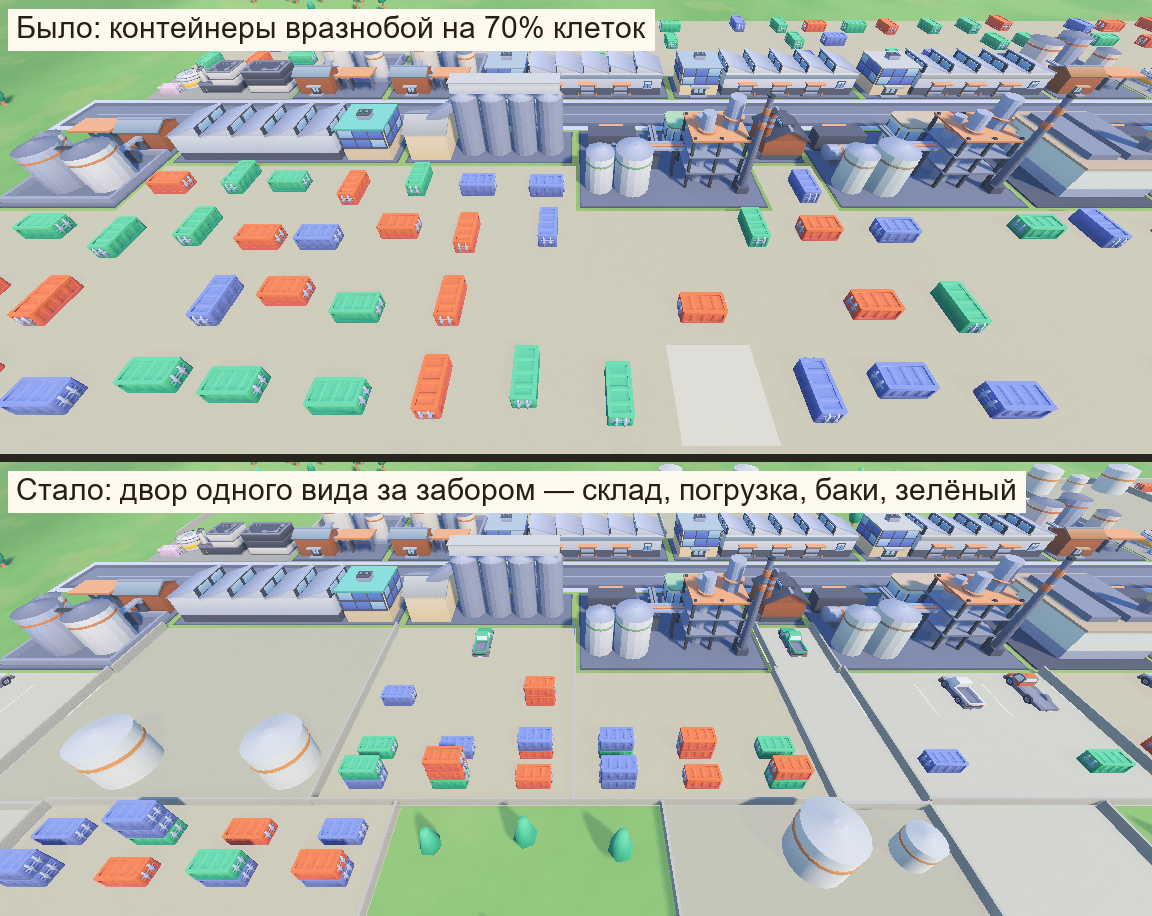 Было: контейнеры вразнобой на 70% клеток
Стало: двор одного вида за забором — склад, погрузка, баки, зелёный